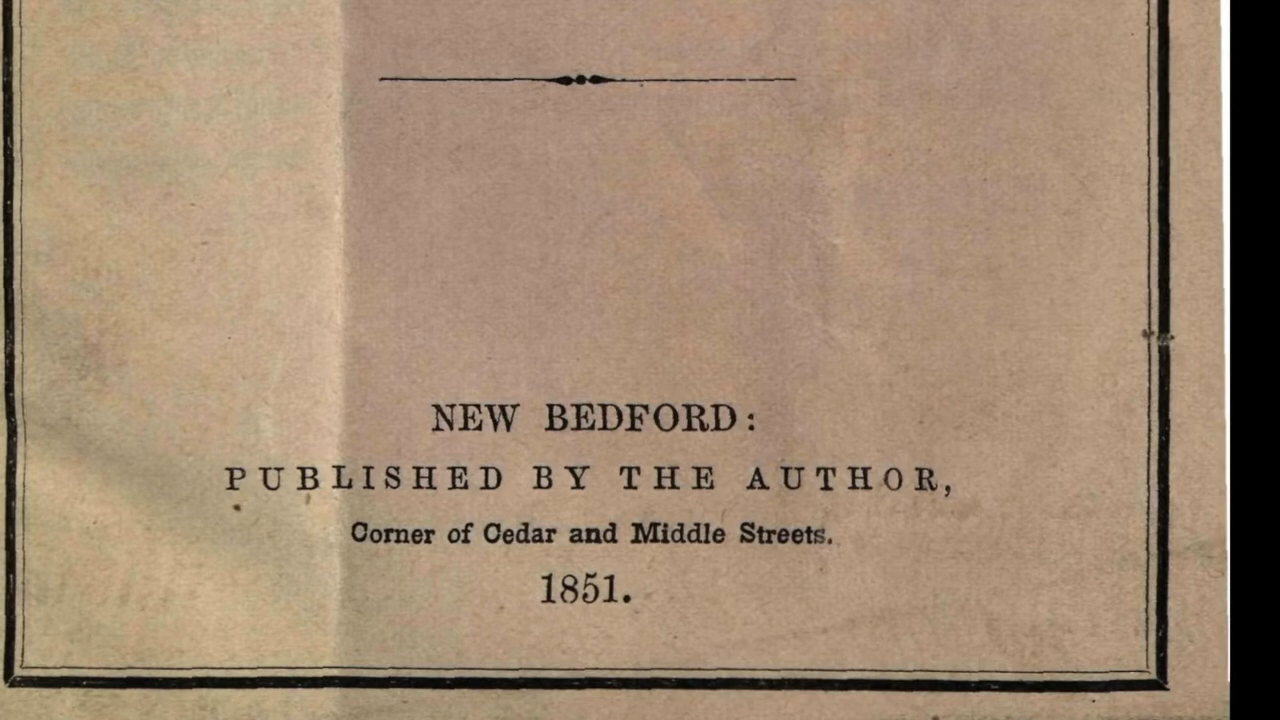 NEW BEDFORD:
PUBLISHED BY THE AUTHOR,
Corner of Cedar and Middle Streets.
1851.